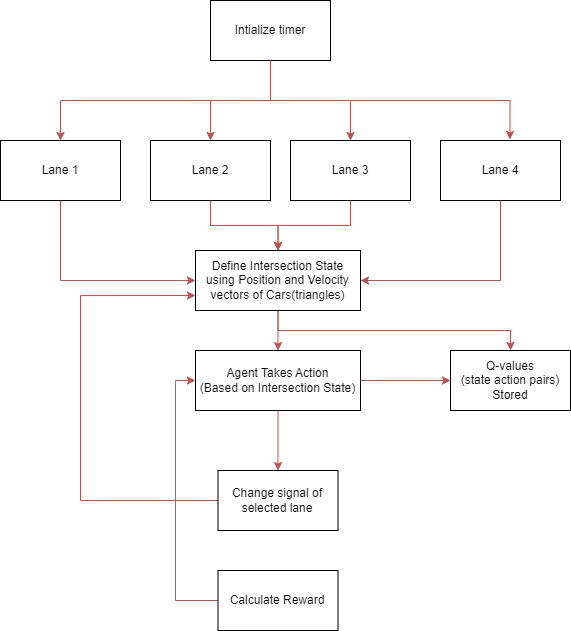 Intialize timer
Lane 1
Lane 2
Lane 3
Lane 4
Define Intersection State
using Position and Velocity
vectors of Cars(triangles)
Agent Takes Action
(Based on Intersection State)
Q-values
(state action pairs)
Stored
Change signal of
selected lane
Calculate Reward